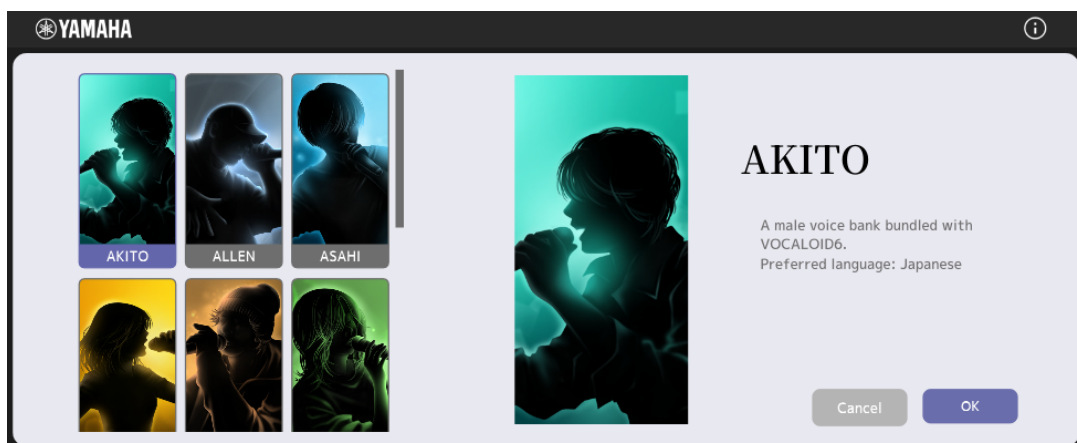 YAMAHA
AKITO
ALLEN
ASAHI
AKITO
A male voice bank bundled with
VOCALOID6.
Preferred language: Japanese
Cancel
OK